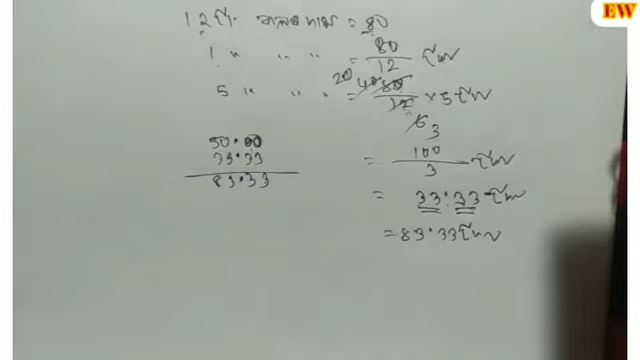 EW
12 টা কলার দাম = 80
1 " " " = 80/12 টাকা
5 " " " = 20 40 80/12 × 5 টাকা
6 3
50.00
33.33
83.33
= 100/3 টাকা
= 33.33 টাকা
= 83.33 টাকা